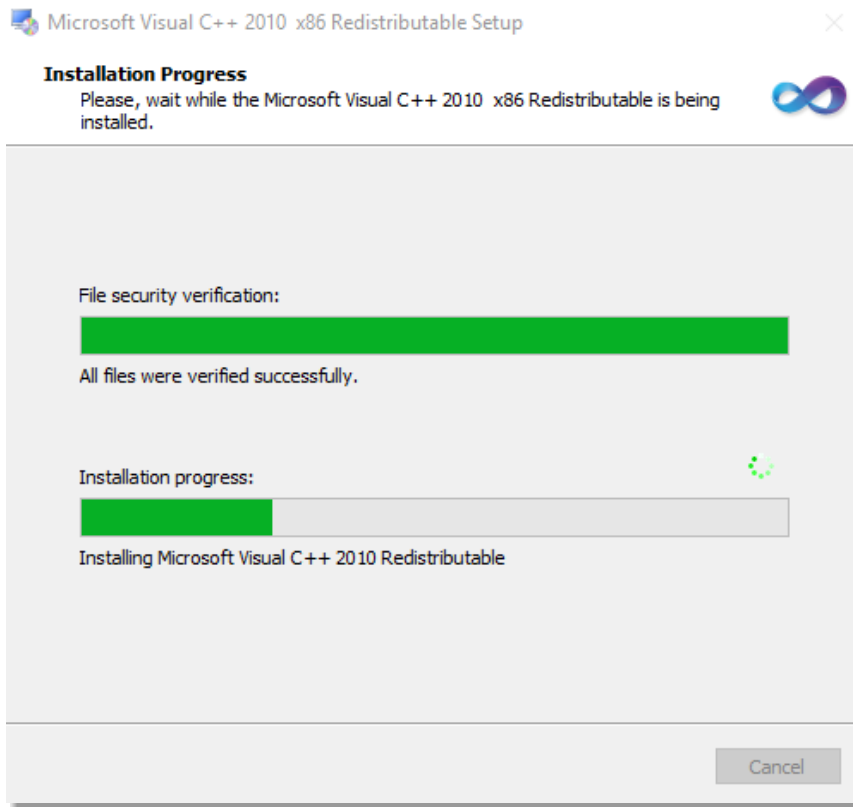 Microsoft Visual C++ 2010  x86 Redistributable Setup
Installation Progress
Please, wait while the Microsoft Visual C++ 2010  x86 Redistributable is being
installed.
File security verification:
All files were verified successfully.
Installation progress:
Installing Microsoft Visual C++ 2010 Redistributable
Cancel